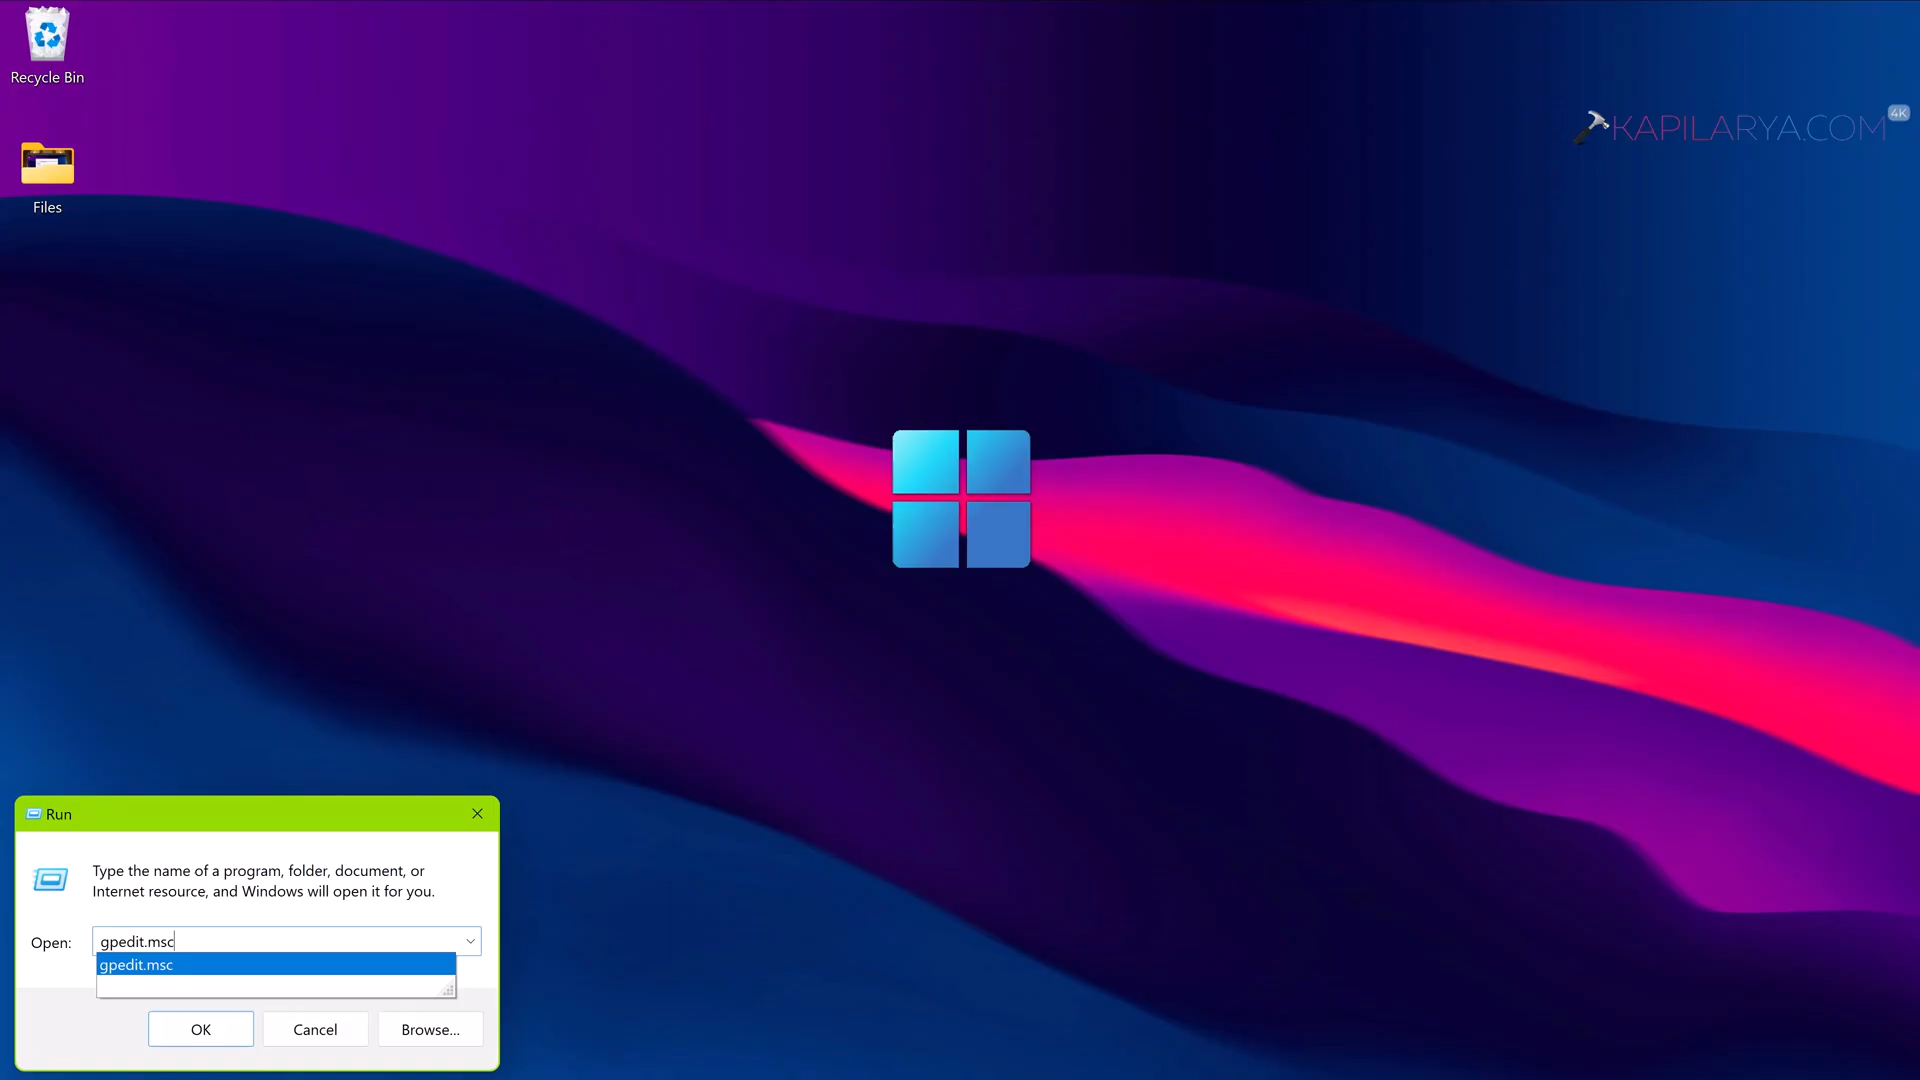 Recycle Bin
KAPILARYA.COM
4K
Files
Run
Type the name of a program, folder, document, or
Internet resource, and Windows will open it for you.
Open:
gpedit.msc
gpedit.msc
OK
Cancel
Browse...